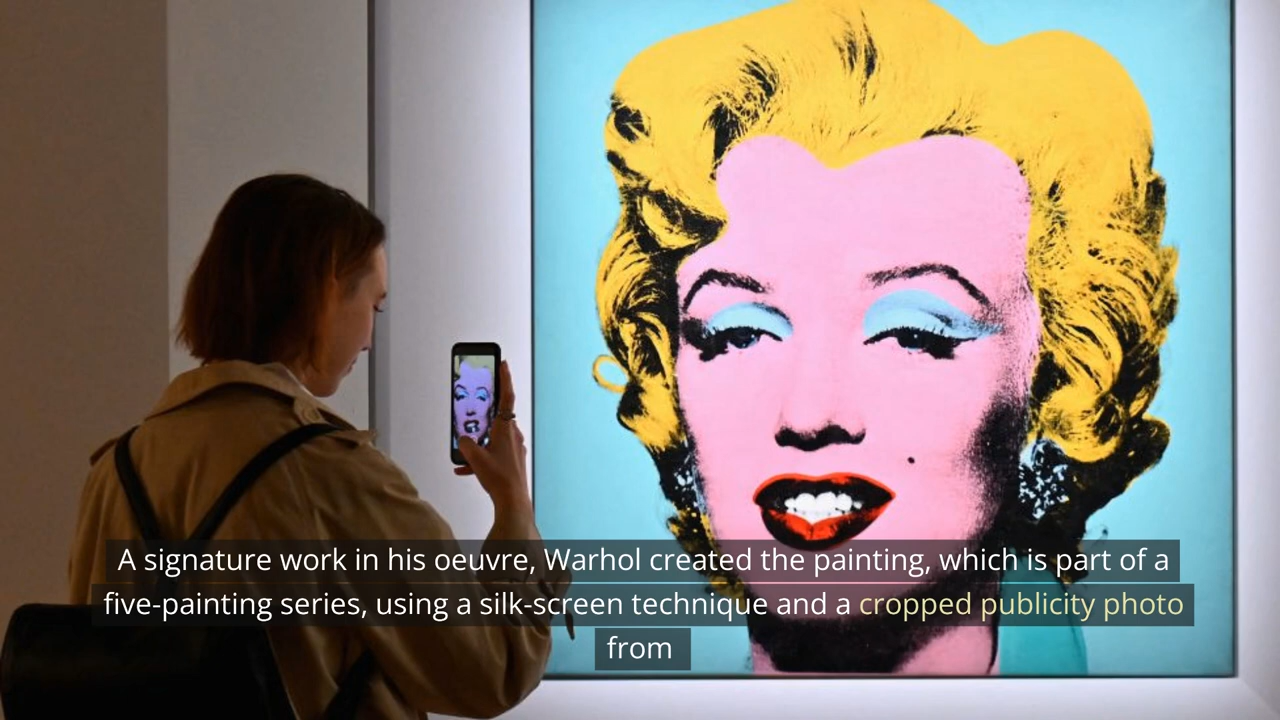 A signature work in his oeuvre, Warhol created the painting, which is part of a
five-painting series, using a silk-screen technique and a cropped publicity photo
from